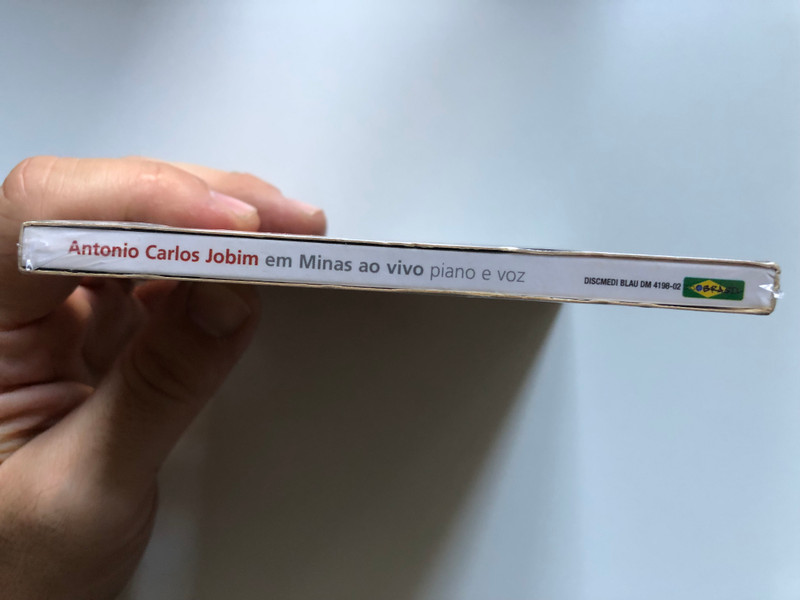 Antonio Carlos Jobim em Minas ao vivo piano e voz
DISCMEDI BLAU DM 4198-02